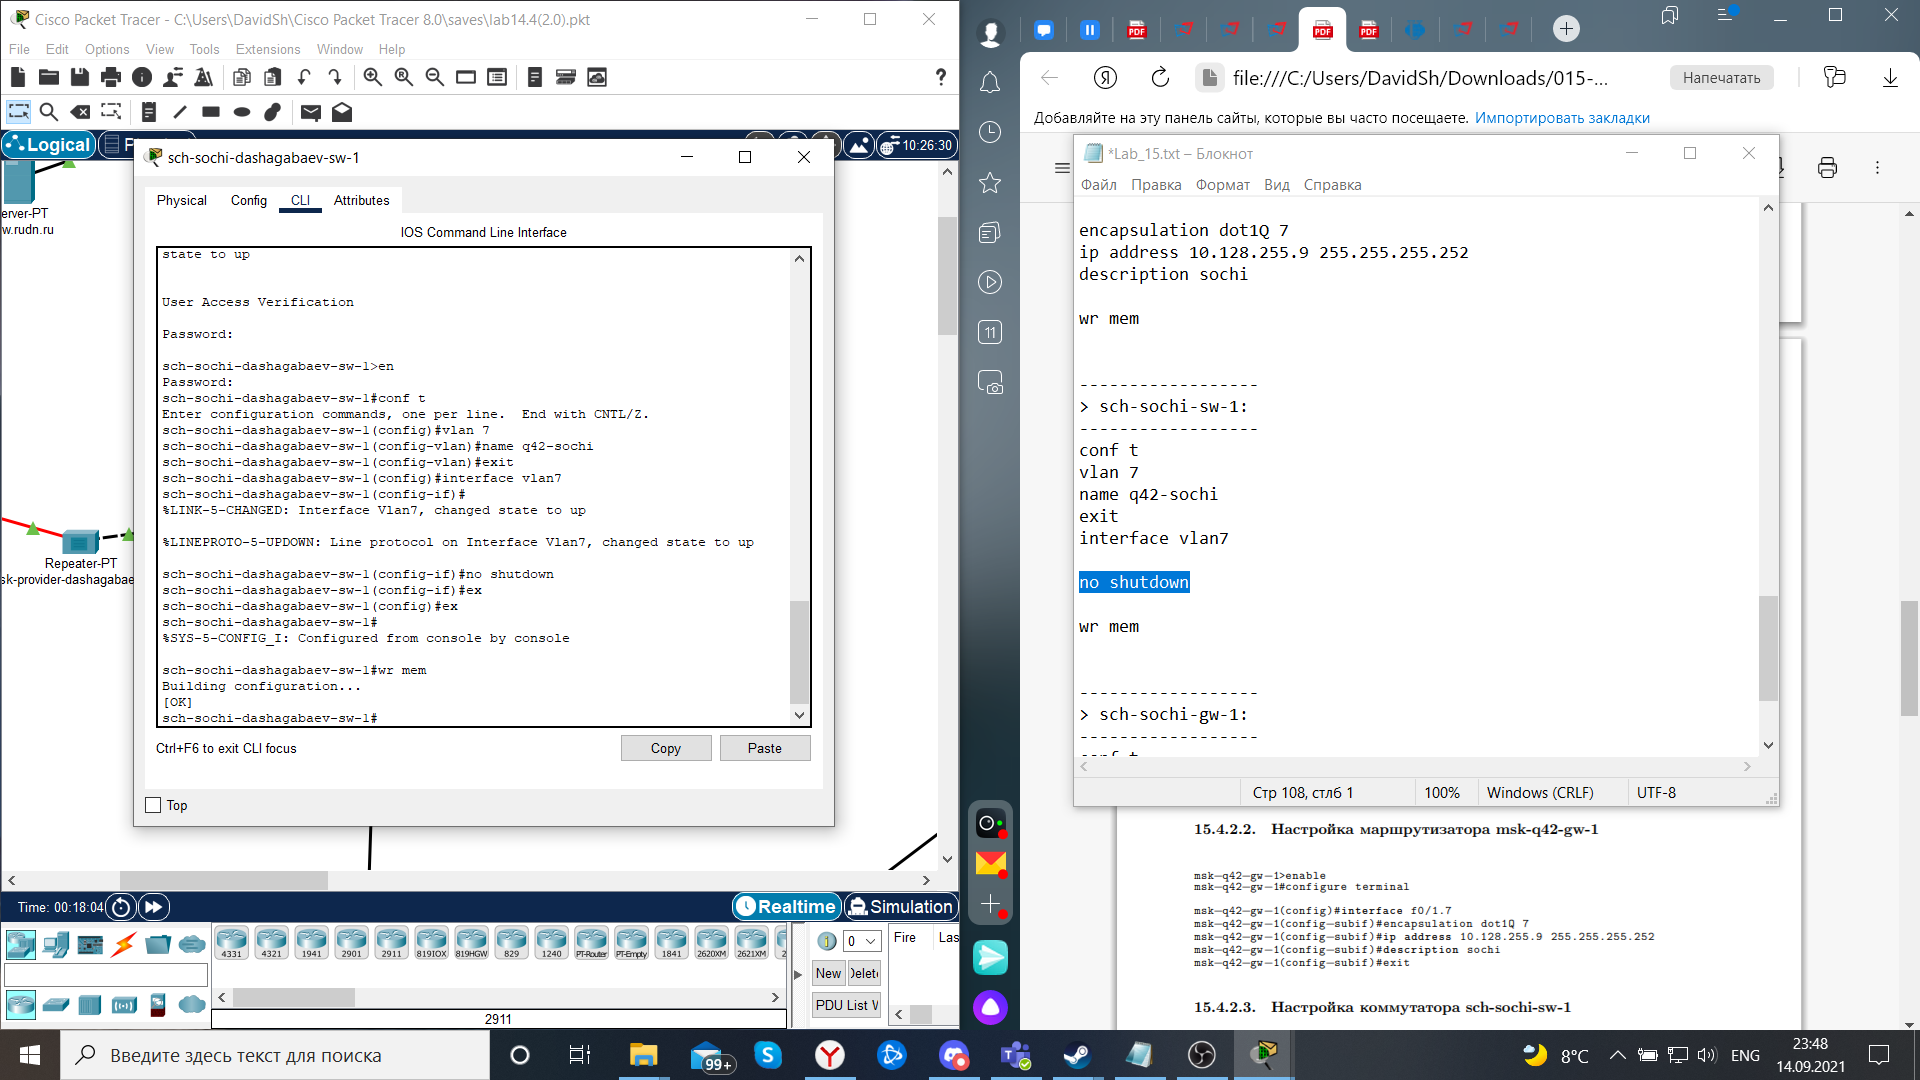 Cisco Packet Tracer - C:\Users\DavidSh\Cisco Packet Tracer 8.0\saves\lab14.4(2.0).pkt
File Edit Options View Tools Extensions Window Help
Logical
10:26:30
erver-PT
w.rudn.ru
Repeater-PT
sk-provider-dashagabae
sch-sochi-dashagabaev-sw-1
Physical Config CLI Attributes
IOS Command Line Interface
state to up
User Access Verification
Password:
sch-sochi-dashagabaev-sw-1>en
Password:
sch-sochi-dashagabaev-sw-1#conf t
Enter configuration commands, one per line.  End with CNTL/Z.
sch-sochi-dashagabaev-sw-1(config)#vlan 7
sch-sochi-dashagabaev-sw-1(config-vlan)#name q42-sochi
sch-sochi-dashagabaev-sw-1(config-vlan)#exit
sch-sochi-dashagabaev-sw-1(config)#interface vlan7
sch-sochi-dashagabaev-sw-1(config-if)#
%LINK-5-CHANGED: Interface Vlan7, changed state to up
%LINEPROTO-5-UPDOWN: Line protocol on Interface Vlan7, changed state to up
sch-sochi-dashagabaev-sw-1(config-if)#no shutdown
sch-sochi-dashagabaev-sw-1(config-if)#ex
sch-sochi-dashagabaev-sw-1(config)#ex
sch-sochi-dashagabaev-sw-1#
%SYS-5-CONFIG_I: Configured from console by console
sch-sochi-dashagabaev-sw-1#wr mem
Building configuration...
[OK]
sch-sochi-dashagabaev-sw-1#
Ctrl+F6 to exit CLI focus
Copy Paste
Top
Time: 00:18:04
Realtime Simulation
4331 4321 1941 2901 2911 819IOX 819HGW 829 1240 PT-Router PT-Empty 1841 2620XM 2621XM
2911
0
New Delete
PDU List W
Fire Las
file:///C:/Users/DavidSh/Downloads/015-...
Напечатать
Добавляйте на эту панель сайты, которые вы часто посещаете. Импортировать закладки
11
*Lab_15.txt – Блокнот
Файл Правка Формат Вид Справка
encapsulation dot1Q 7
ip address 10.128.255.9 255.255.255.252
description sochi
wr mem
------------------
> sch-sochi-sw-1:
------------------
conf t
vlan 7
name q42-sochi
exit
interface vlan7
no shutdown
wr mem
------------------
> sch-sochi-gw-1:
------------------
conf t
Стр 108, стлб 1 100% Windows (CRLF) UTF-8
15.4.2.2. Настройка маршрутизатора msk-q42-gw-1
msk-q42-gw-1>enable
msk-q42-gw-1#configure terminal
msk-q42-gw-1(config)#interface f0/1.7
msk-q42-gw-1(config-subif)#encapsulation dot1Q 7
msk-q42-gw-1(config-subif)#ip address 10.128.255.9 255.255.255.252
msk-q42-gw-1(config-subif)#description sochi
msk-q42-gw-1(config-subif)#exit
15.4.2.3. Настройка коммутатора sch-sochi-sw-1
Введите здесь текст для поиска
99+
8°C
ENG
23:48
14.09.2021